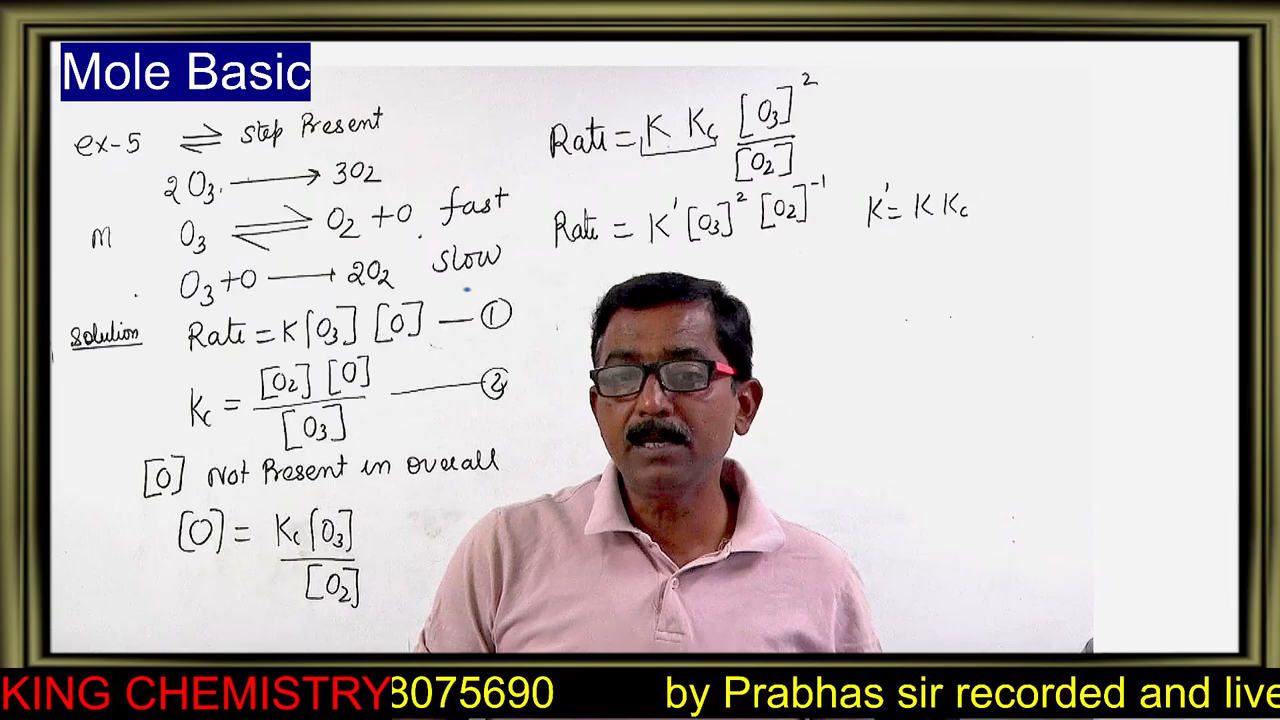 Mole Basic
ex-5 ⇌ Step Present
2O₃ ⟶ 3O₂
m O₃ ⇌ O₂ + O fast
O₃ + O ⟶ 2O₂ slow
Solution Rate = K [O₃] [O] — ①
Kc = [O₂] [O] / [O₃] — ②
[O] Not Present in overall
[O] = Kc [O₃] / [O₂]
Rate = K Kc [O₃]² / [O₂]
Rate = K' [O₃]² [O₂]⁻¹ K' = K Kc
KING CHEMISTRY 3075690 by Prabhas sir recorded and live